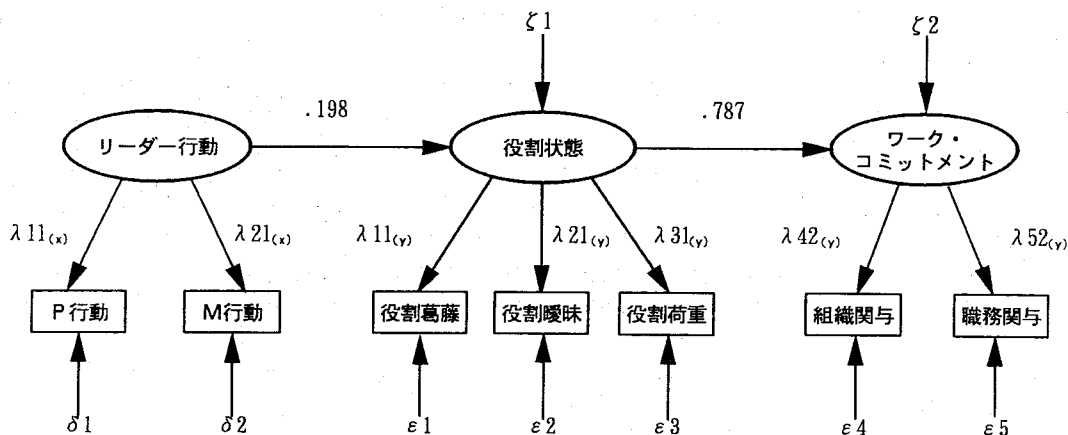 ζ1
ζ2
.198
.787
リーダー行動
役割状態
ワーク・
コミットメント
λ11(x)
λ21(x)
λ11(y)
λ21(y)
λ31(y)
λ42(y)
λ52(y)
P行動
M行動
役割葛藤
役割曖昧
役割荷重
組織関与
職務関与
δ1
δ2
ε1
ε2
ε3
ε4
ε5